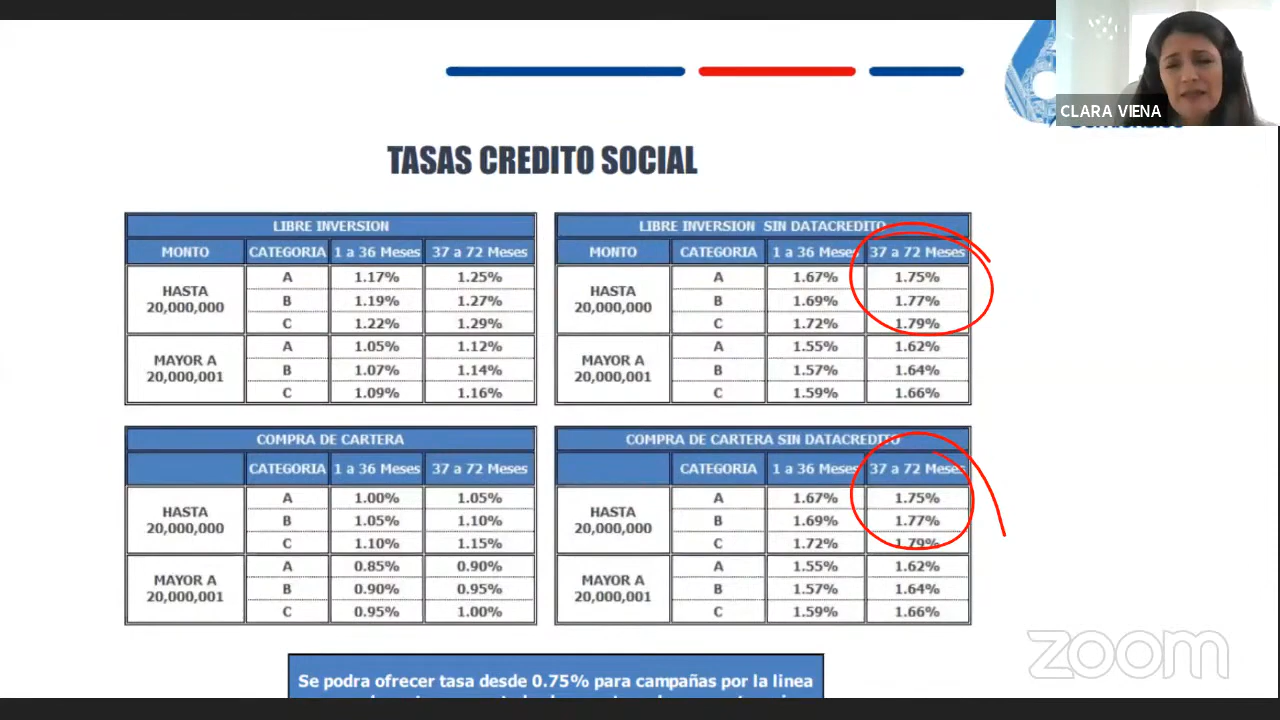 CLARA VIENA
TASAS CREDITO SOCIAL
LIBRE INVERSION
MONTO CATEGORIA 1 a 36 Meses 37 a 72 Meses
HASTA 20,000,000
A 1.17% 1.25%
B 1.19% 1.27%
C 1.22% 1.29%
MAYOR A 20,000,001
A 1.05% 1.12%
B 1.07% 1.14%
C 1.09% 1.16%
LIBRE INVERSION SIN DATACREDITO
MONTO CATEGORIA 1 a 36 Meses 37 a 72 Meses
HASTA 20,000,000
A 1.67% 1.75%
B 1.69% 1.77%
C 1.72% 1.79%
MAYOR A 20,000,001
A 1.55% 1.62%
B 1.57% 1.64%
C 1.59% 1.66%
COMPRA DE CARTERA
CATEGORIA 1 a 36 Meses 37 a 72 Meses
HASTA 20,000,000
A 1.00% 1.05%
B 1.05% 1.10%
C 1.10% 1.15%
MAYOR A 20,000,001
A 0.85% 0.90%
B 0.90% 0.95%
C 0.95% 1.00%
COMPRA DE CARTERA SIN DATACREDITO
CATEGORIA 1 a 36 Meses 37 a 72 Meses
HASTA 20,000,000
A 1.67% 1.75%
B 1.69% 1.77%
C 1.72% 1.79%
MAYOR A 20,000,001
A 1.55% 1.62%
B 1.57% 1.64%
C 1.59% 1.66%
Se podra ofrecer tasa desde 0.75% para campañas por la linea
zoom